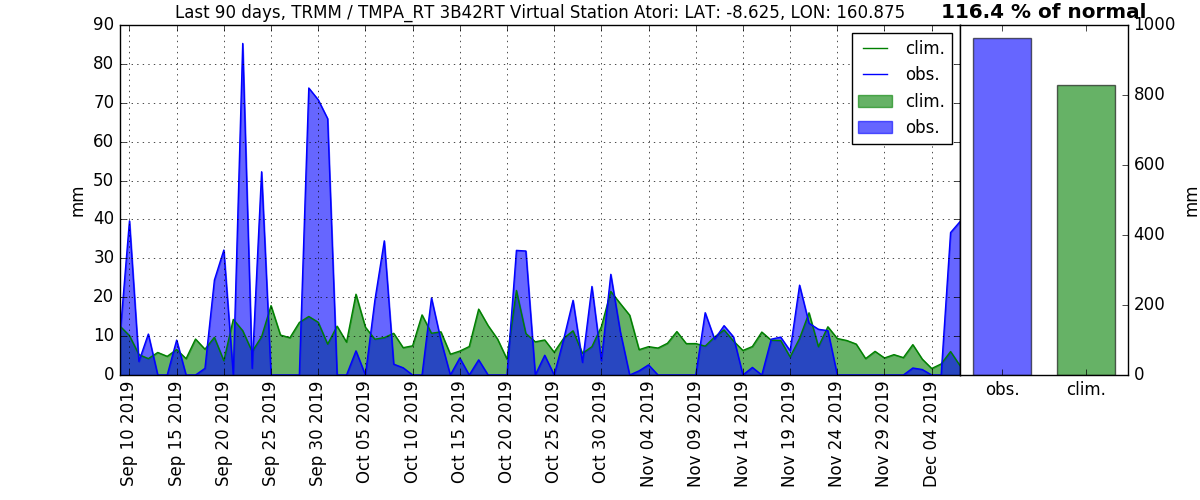 Last 90 days, TRMM / TMPA_RT 3B42RT Virtual Station Atori: LAT: -8.625, LON: 160.875
116.4 % of normal
90
80
70
60
50
40
30
20
10
0
mm
clim.
obs.
clim.
obs.
Sep 10 2019
Sep 15 2019
Sep 20 2019
Sep 25 2019
Sep 30 2019
Oct 05 2019
Oct 10 2019
Oct 15 2019
Oct 20 2019
Oct 25 2019
Oct 30 2019
Nov 04 2019
Nov 09 2019
Nov 14 2019
Nov 19 2019
Nov 24 2019
Nov 29 2019
Dec 04 2019
1000
800
600
400
200
0
mm
obs.
clim.